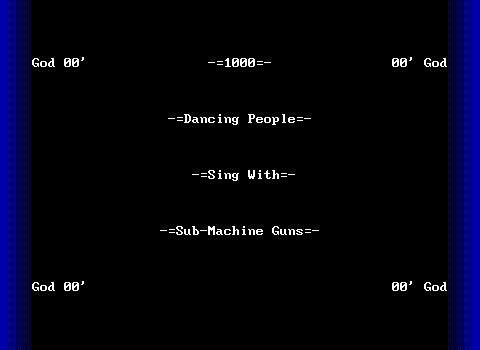 God 00' -=1000=- 00' God
-=Dancing People=-
-=Sing With=-
-=Sub-Machine Guns=-
God 00' 00' God